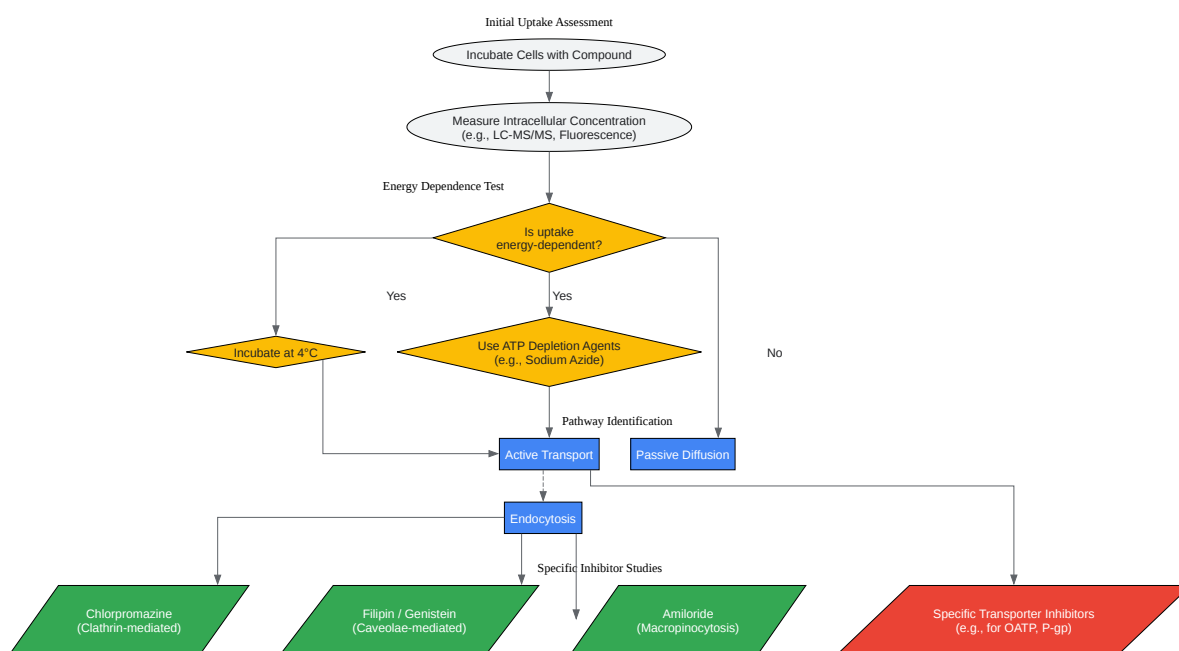 Initial Uptake Assessment
Incubate Cells with Compound
Measure Intracellular Concentration
(e.g., LC-MS/MS, Fluorescence)
Energy Dependence Test
Is uptake
energy-dependent?
Yes
Yes
Incubate at 4°C
Use ATP Depletion Agents
(e.g., Sodium Azide)
No
Pathway Identification
Active Transport
Passive Diffusion
Endocytosis
Specific Inhibitor Studies
Chlorpromazine
(Clathrin-mediated)
Filipin / Genistein
(Caveolae-mediated)
Amiloride
(Macropinocytosis)
Specific Transporter Inhibitors
(e.g., for OATP, P-gp)